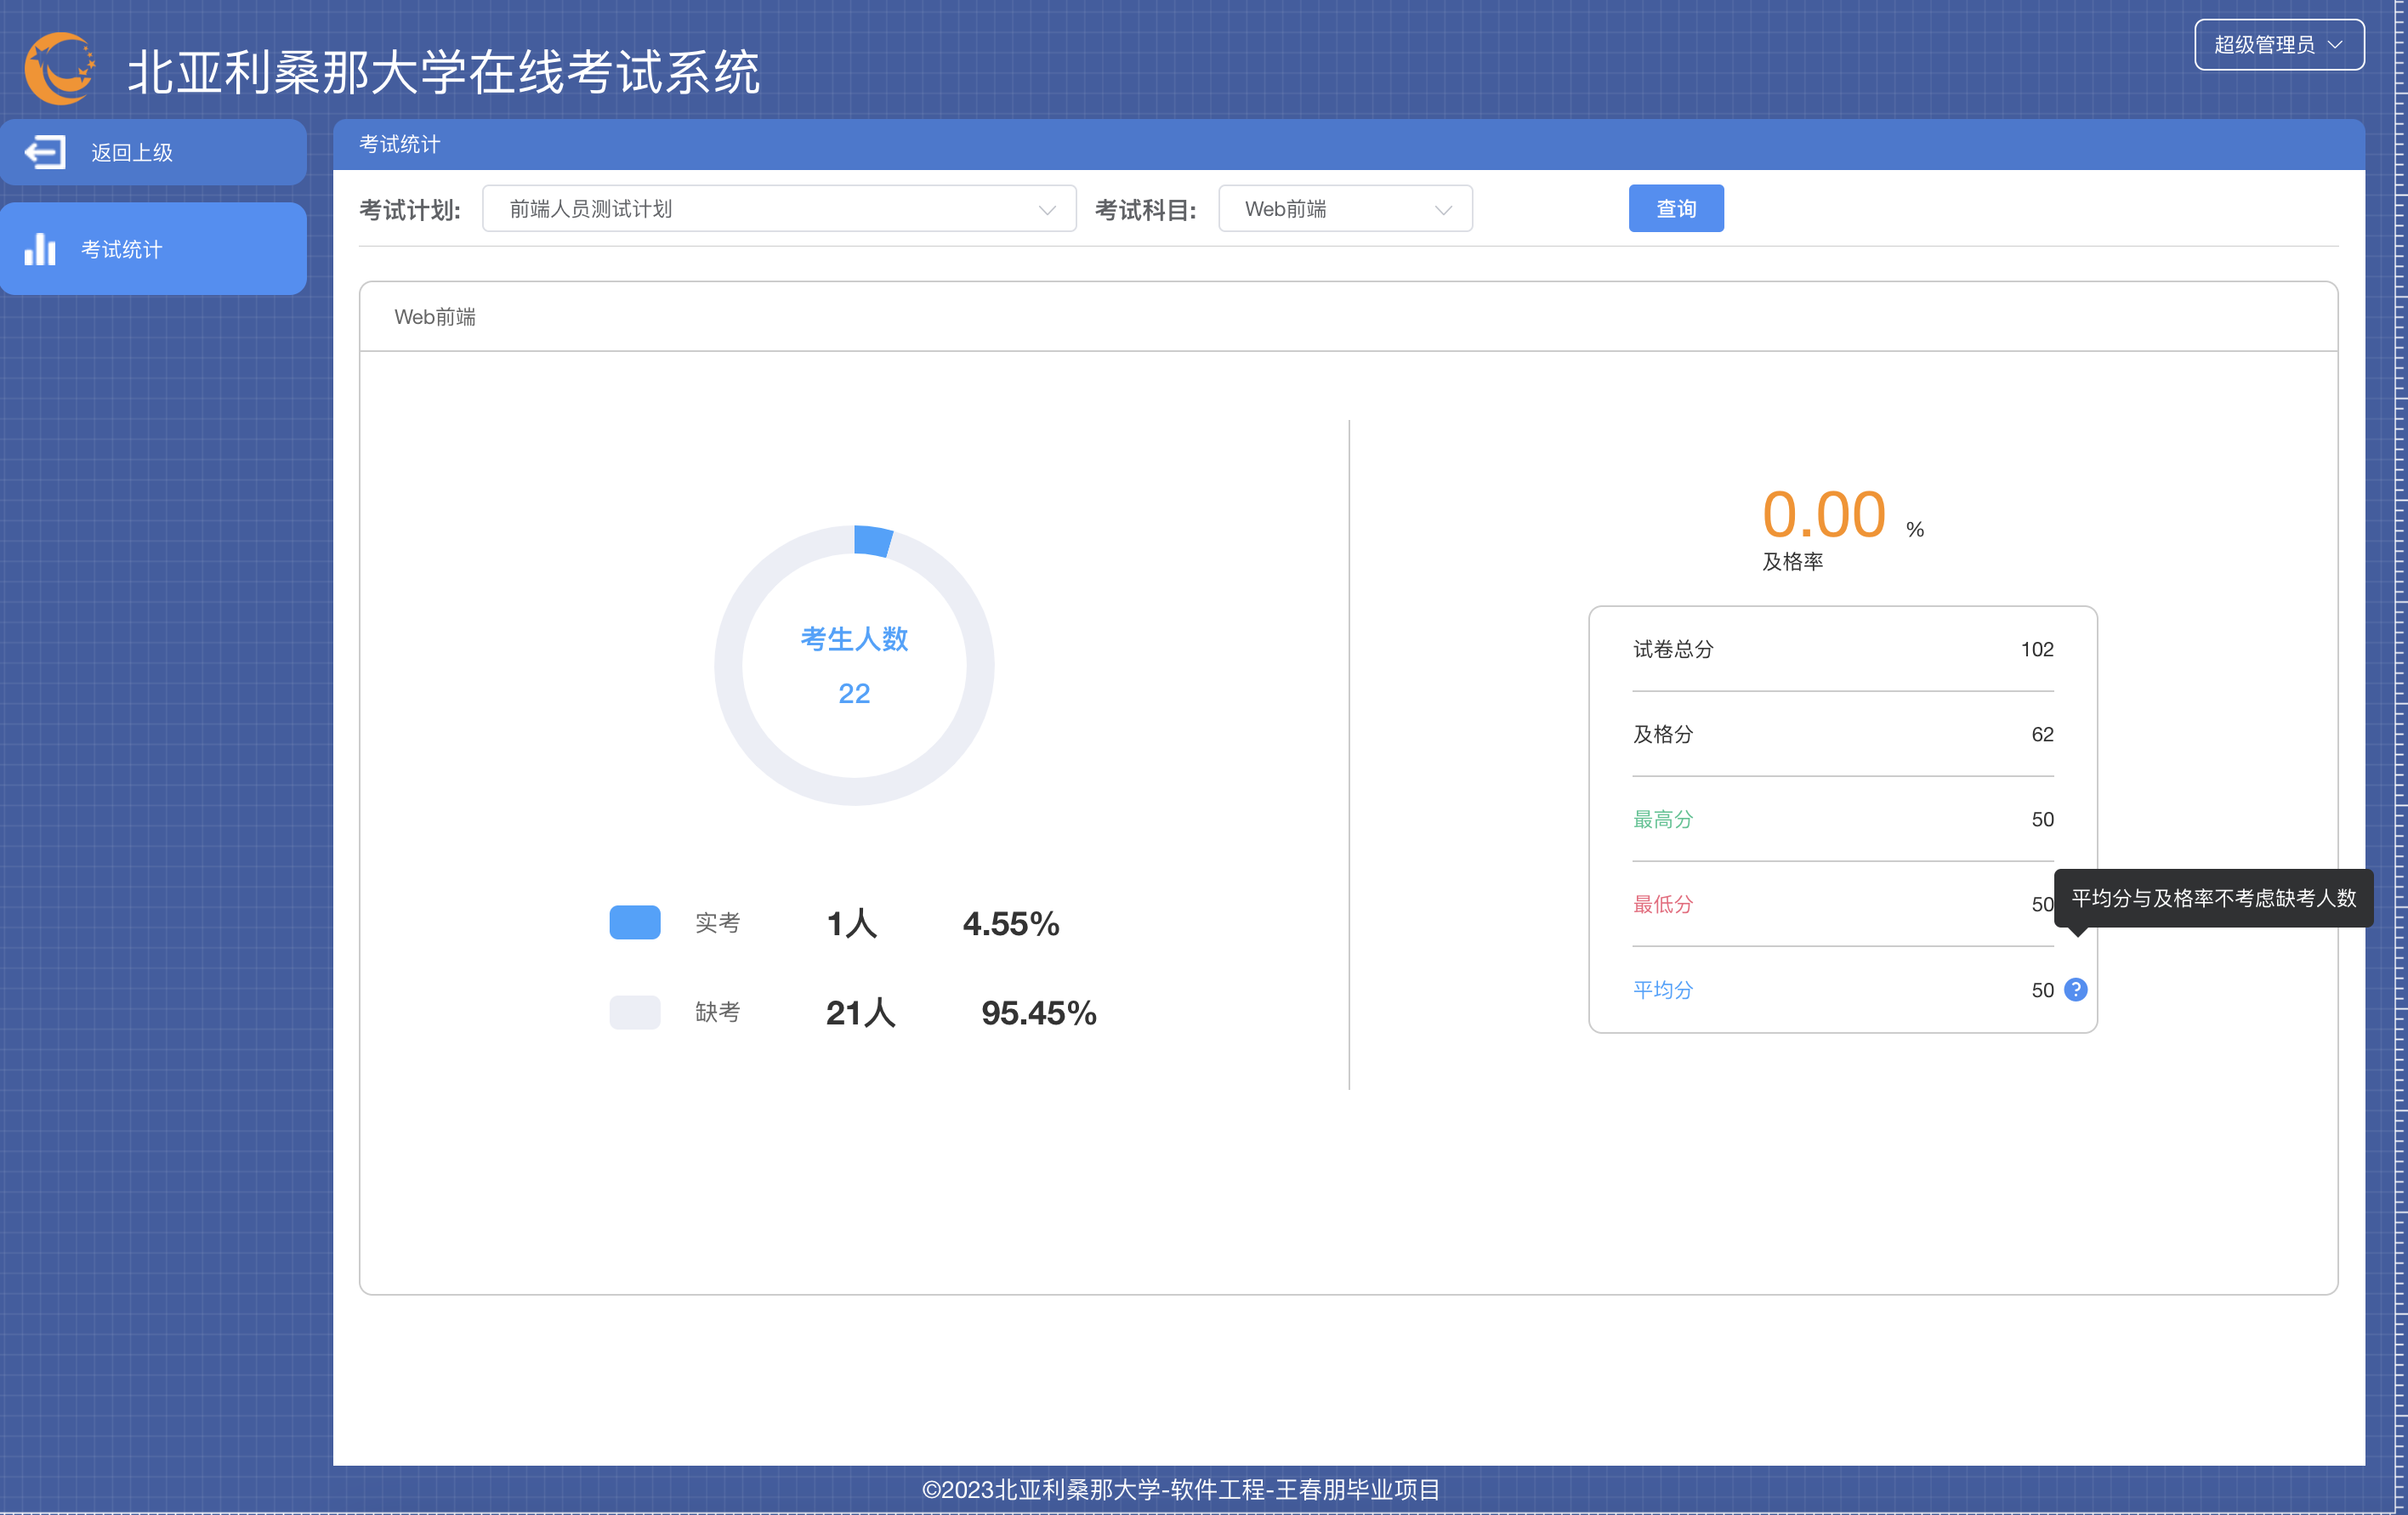 北亚利桑那大学在线考试系统
超级管理员
返回上级
考试统计
考试统计
考试计划: 前端人员测试计划 考试科目: Web前端 查询
Web前端
考生人数
22
实考 1人 4.55%
缺考 21人 95.45%
0.00 %
及格率
试卷总分 102
及格分 62
最高分 50
最低分 50
平均分与及格率不考虑缺考人数
平均分 50 ?
©2023北亚利桑那大学-软件工程-王春朋毕业项目